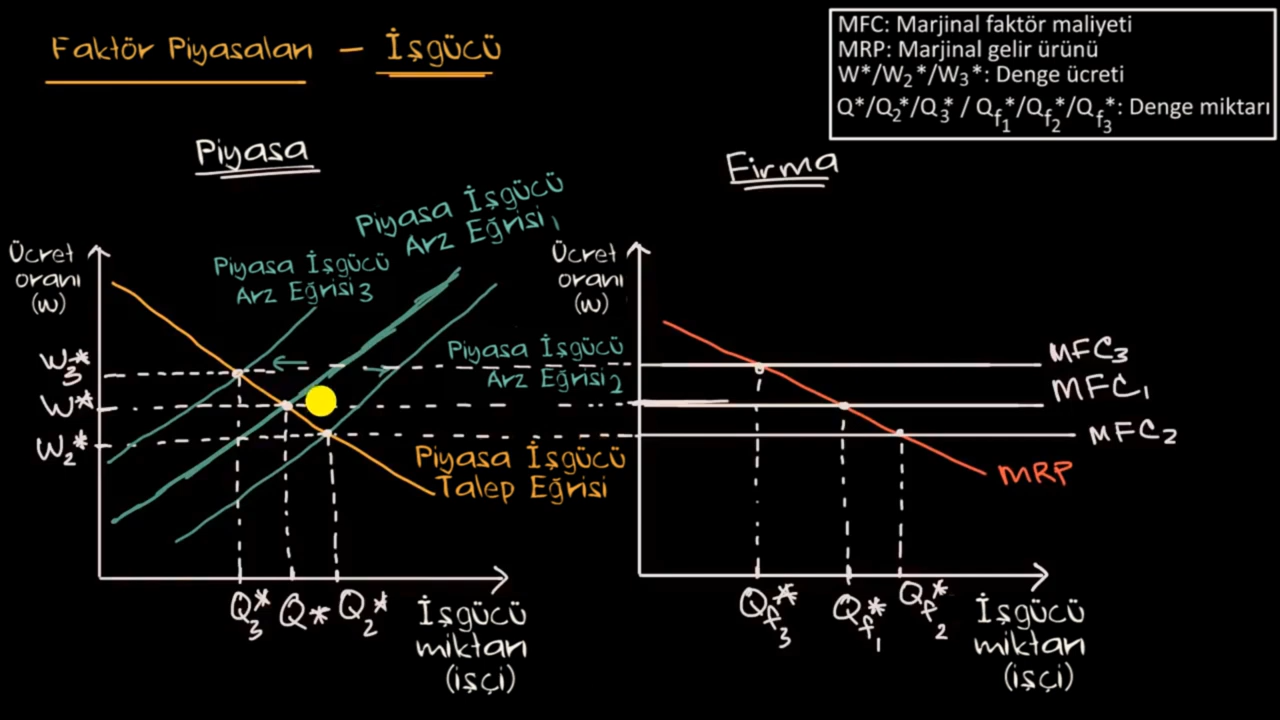 Faktör Piyasaları - İşgücü
MFC: Marjinal faktör maliyeti
MRP: Marjinal gelir ürünü
W*/W₂*/W₃*: Denge ücreti
Q*/Q₂*/Q₃* / Qf₁*/Qf₂*/Qf₃*: Denge miktarı
Piyasa
Ücret
oranı
(w)
Piyasa İşgücü
Arz Eğrisi₃
Piyasa İşgücü
Arz Eğrisi₁
Piyasa İşgücü
Arz Eğrisi₂
Piyasa İşgücü
Talep Eğrisi
W₃*
W*
W₂*
Q₃*
Q*
Q₂*
İşgücü
miktarı
(işçi)
Firma
Ücret
oranı
(w)
MFC₃
MFC₁
MFC₂
MRP
Qf₃*
Qf₁*
Qf₂*
İşgücü
miktarı
(işçi)